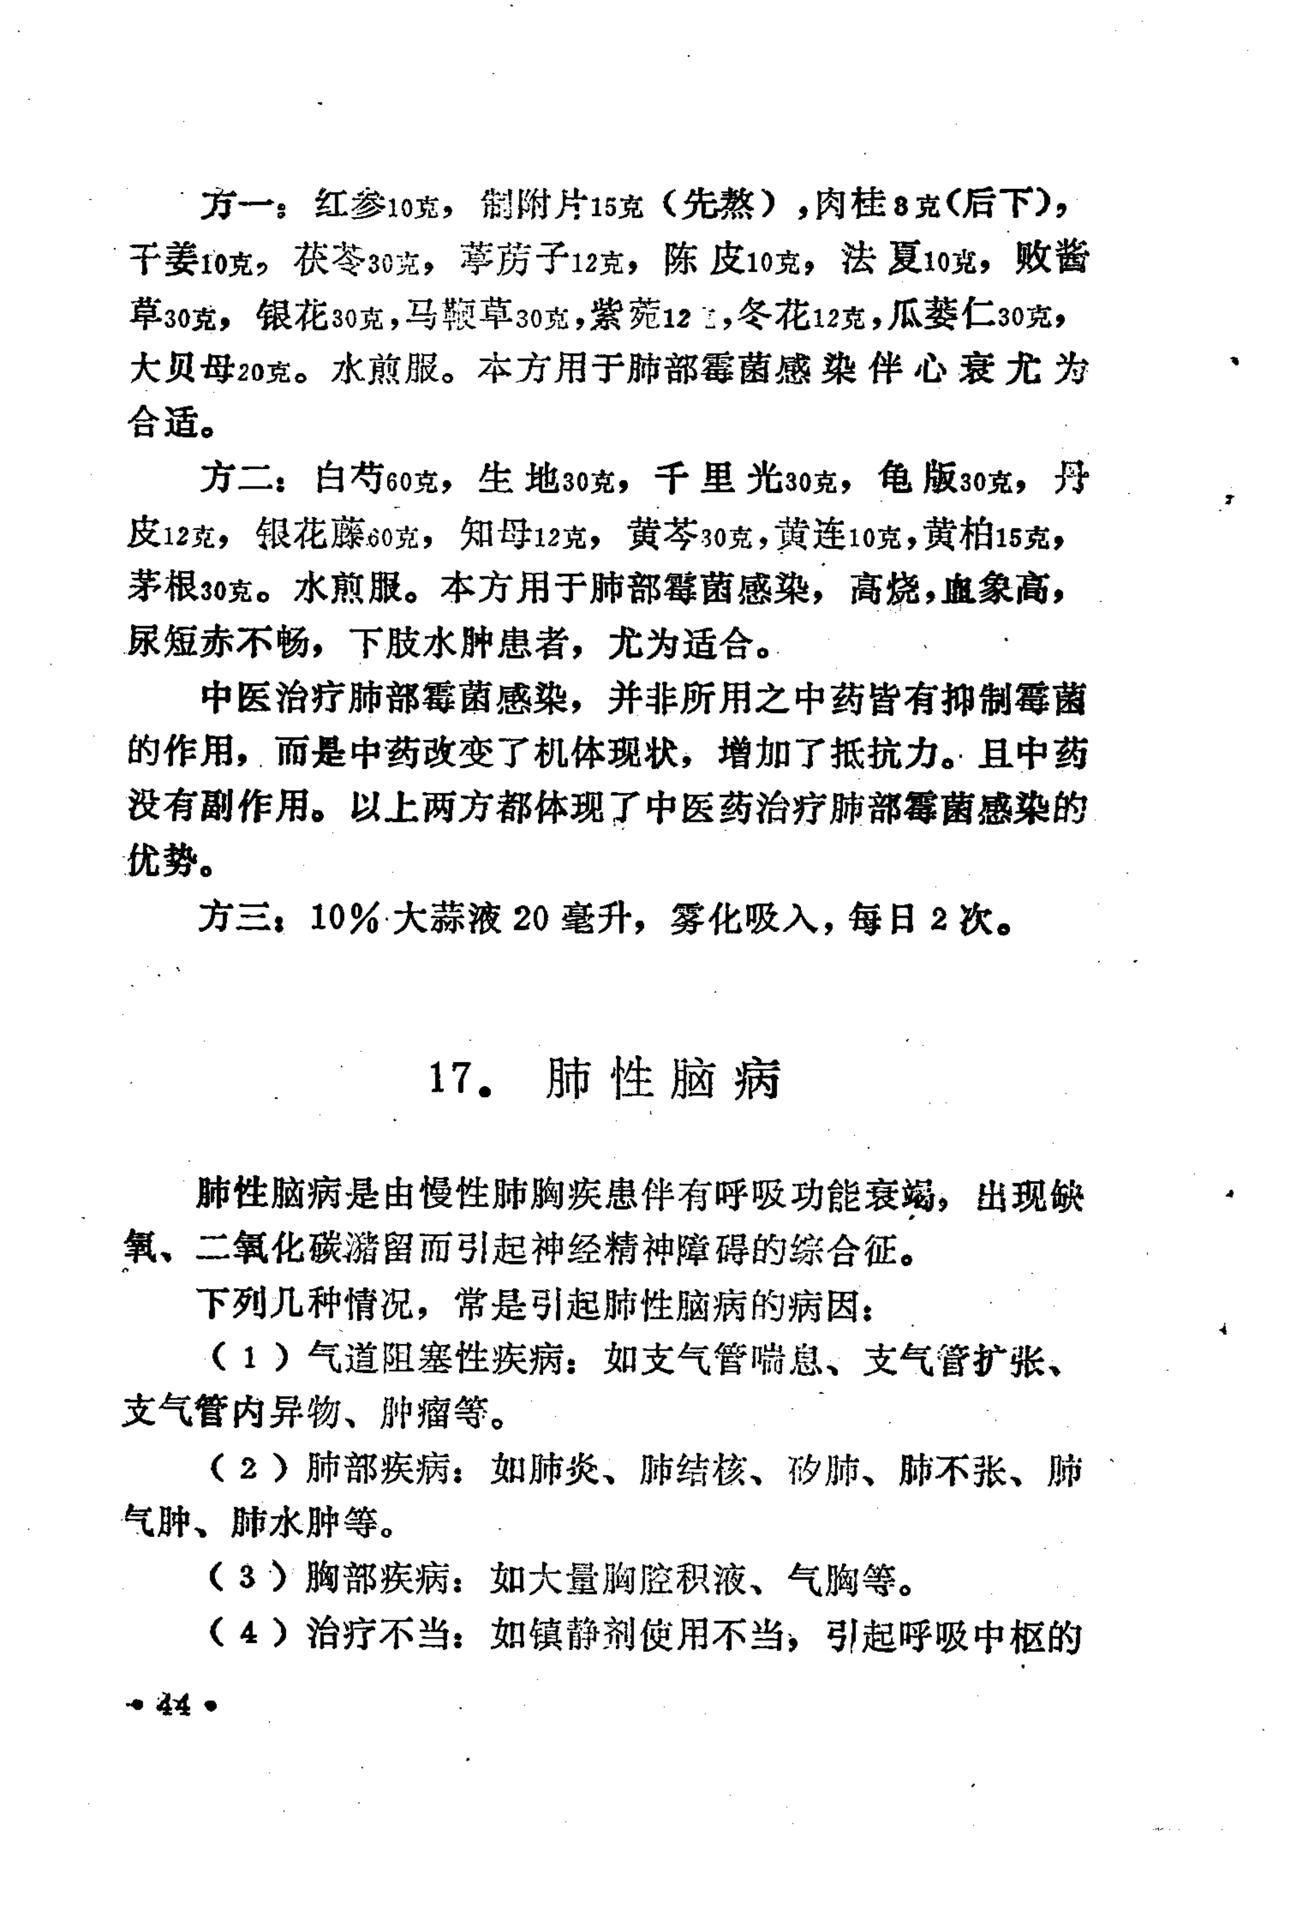 方一：红参10克，制附片15克（先熬），肉桂8克（后下），
干姜10克，茯苓30克，葶苈子12克，陈皮10克，法夏10克，败酱
草30克，银花30克，马鞭草30克，紫菀12，冬花12克，瓜蒌仁30克，
大贝母20克。水煎服。本方用于肺部霉菌感染伴心衰尤为
合适。
方二：白芍60克，生地30克，千里光30克，龟版30克，丹
皮12克，银花藤60克，知母12克，黄芩30克，黄连10克，黄柏15克，
茅根30克。水煎服。本方用于肺部霉菌感染，高烧，血象高，
尿短赤不畅，下肢水肿患者，尤为适合。
中医治疗肺部霉菌感染，并非所用之中药皆有抑制霉菌
的作用，而是中药改变了机体现状，增加了抵抗力。且中药
没有副作用。以上两方都体现了中医药治疗肺部霉菌感染的
优势。
方三：10％大蒜液20毫升，雾化吸入，每日2次。
17．肺性脑病
肺性脑病是由慢性肺胸疾患伴有呼吸功能衰竭，出现缺
氧、二氧化碳潴留而引起神经精神障碍的综合征。
下列几种情况，常是引起肺性脑病的病因：
（1）气道阻塞性疾病：如支气管喘息、支气管扩张、
支气管内异物、肿瘤等。
（2）肺部疾病：如肺炎、肺结核、矽肺、肺不张、肺
气肿、肺水肿等。
（3）胸部疾病：如大量胸腔积液、气胸等。
（4）治疗不当：如镇静剂使用不当，引起呼吸中枢的
• 44 •